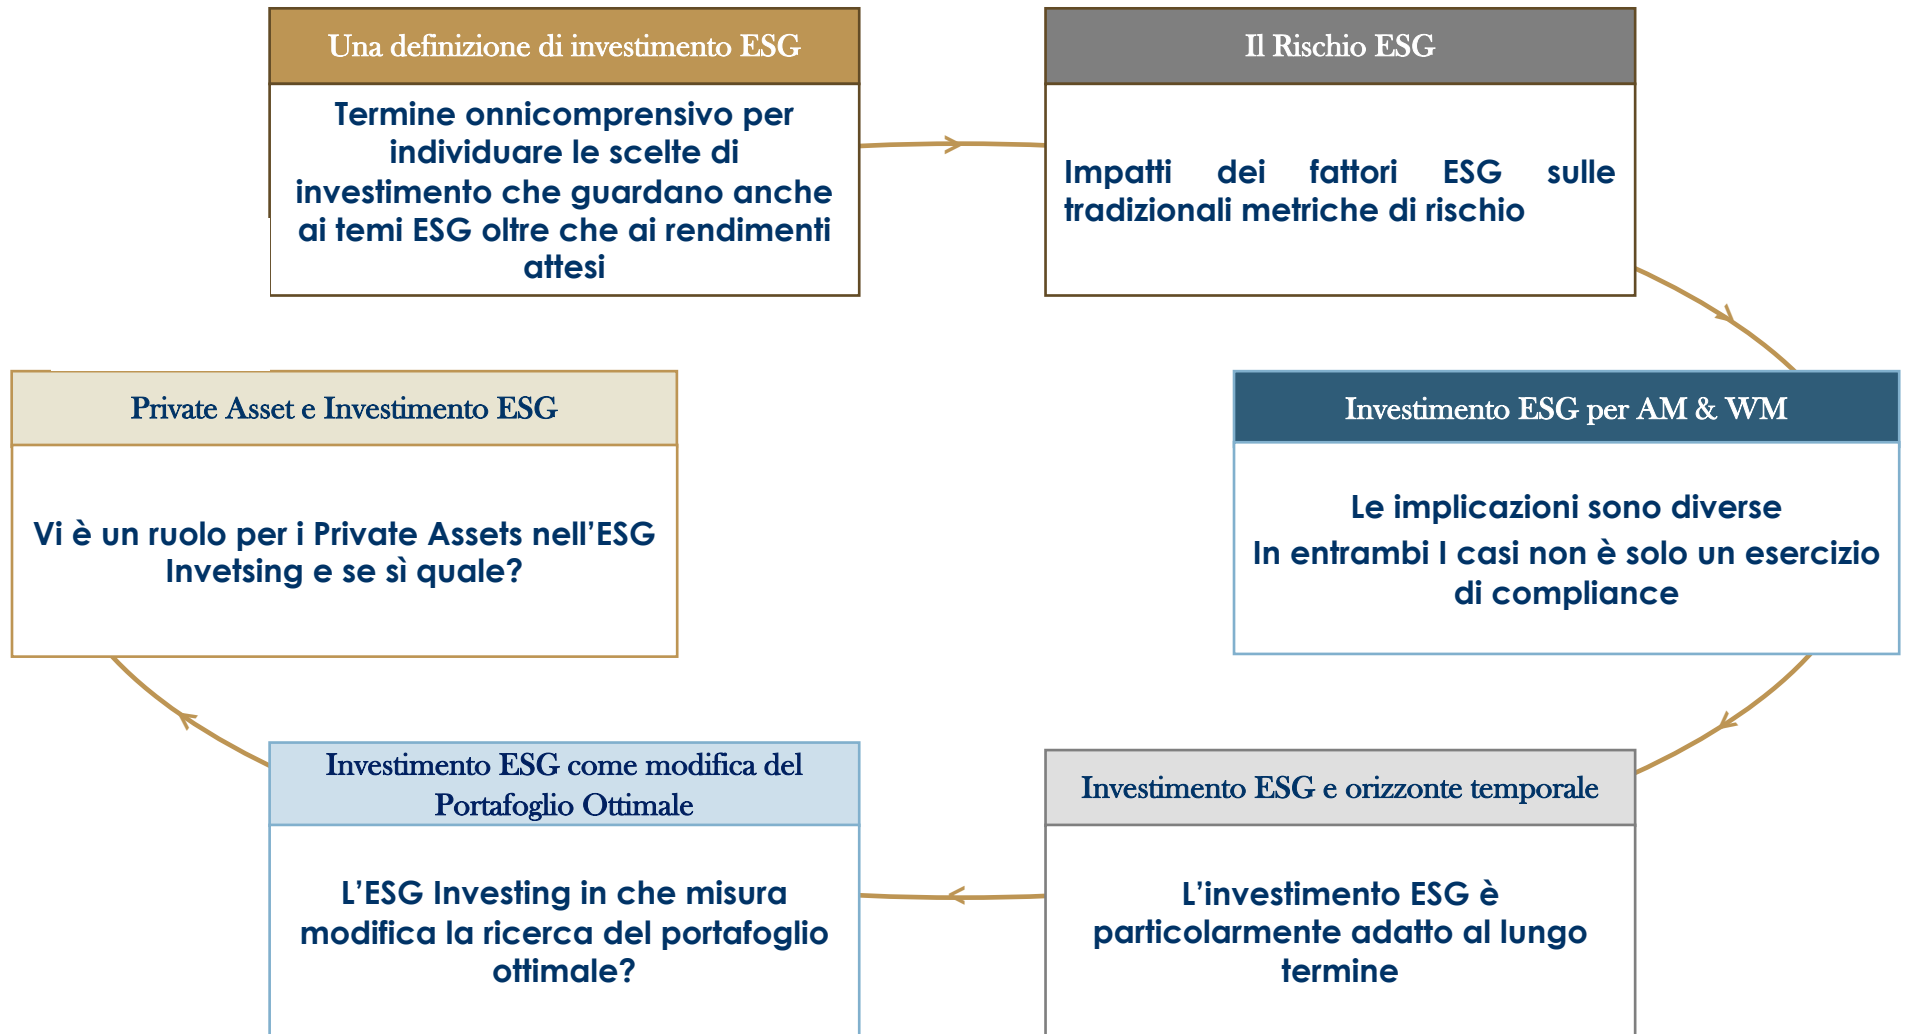 Una definizione di investimento ESG
Termine onnicomprensivo per
individuare le scelte di
investimento che guardano anche
ai temi ESG oltre che ai rendimenti
attesi
Il Rischio ESG
Impatti dei fattori ESG sulle
tradizionali metriche di rischio
Investimento ESG per AM & WM
Le implicazioni sono diverse
In entrambi I casi non è solo un esercizio
di compliance
Investimento ESG e orizzonte temporale
L'investimento ESG è
particolarmente adatto al lungo
termine
Investimento ESG come modifica del
Portafoglio Ottimale
L'ESG Investing in che misura
modifica la ricerca del portafoglio
ottimale?
Private Asset e Investimento ESG
Vi è un ruolo per i Private Assets nell'ESG
Invetsing e se sì quale?